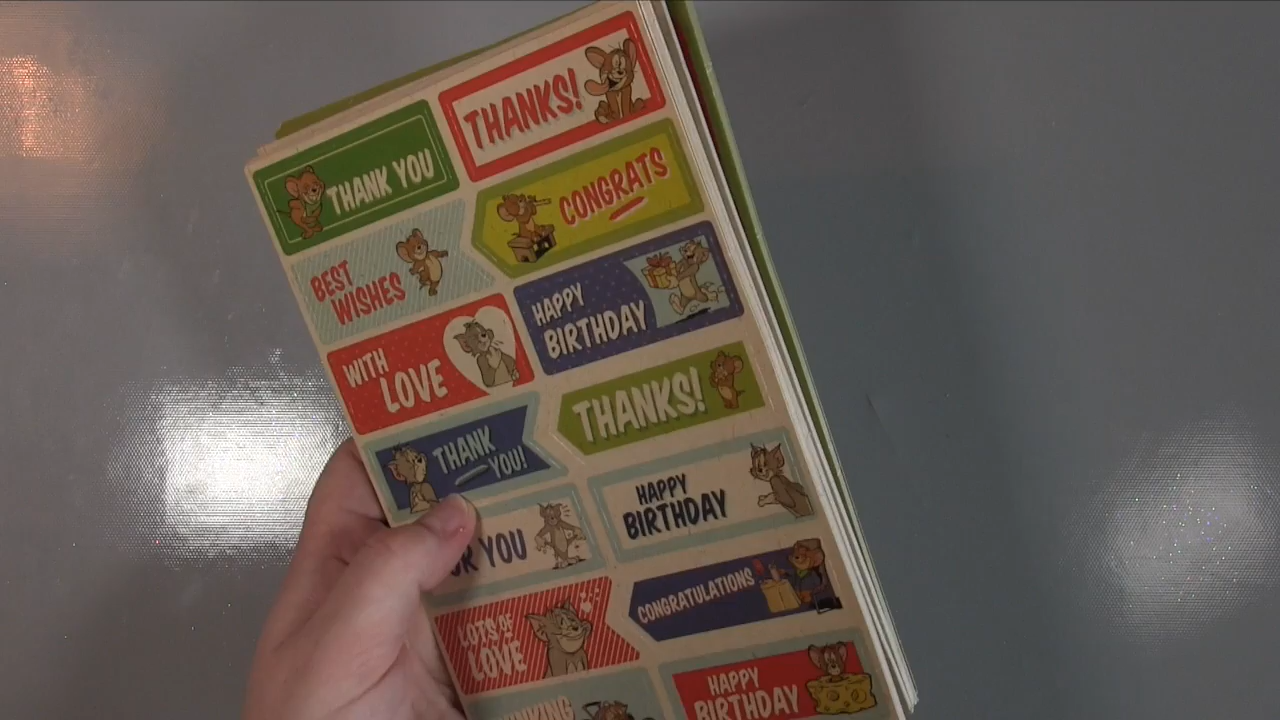 THANKS!
THANK YOU
CONGRATS
BEST
WISHES
HAPPY
BIRTHDAY
WITH
LOVE
THANKS!
THANK
YOU!
HAPPY
BIRTHDAY
YOU
CONGRATULATIONS
LOTS OF
LOVE
HAPPY
BIRTHDAY